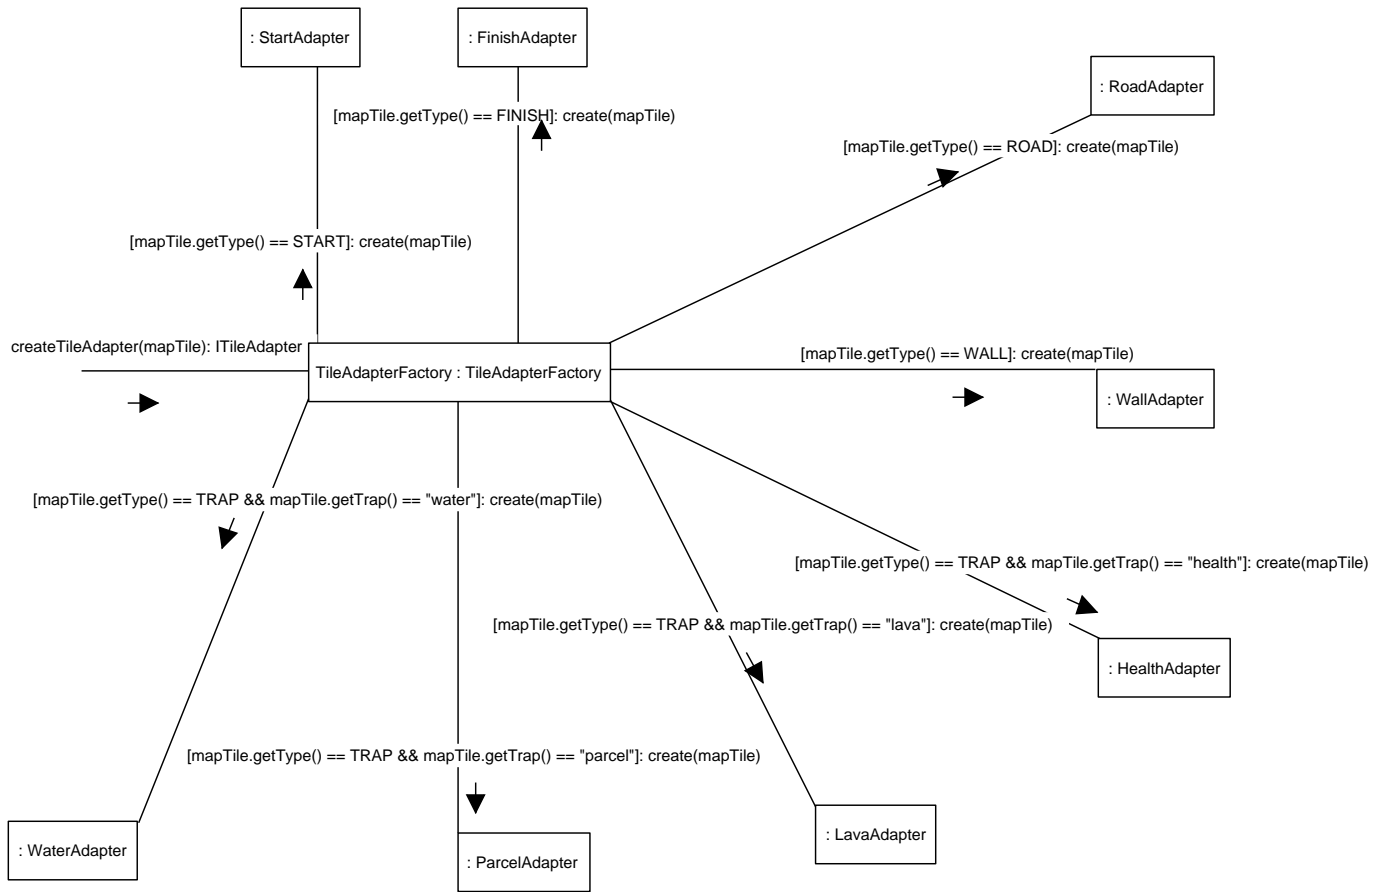 : StartAdapter
: FinishAdapter
: RoadAdapter
[mapTile.getType() == FINISH]: create(mapTile)
[mapTile.getType() == ROAD]: create(mapTile)
[mapTile.getType() == START]: create(mapTile)
createTileAdapter(mapTile): ITileAdapter
TileAdapterFactory : TileAdapterFactory
[mapTile.getType() == WALL]: create(mapTile)
: WallAdapter
[mapTile.getType() == TRAP && mapTile.getTrap() == "water"]: create(mapTile)
[mapTile.getType() == TRAP && mapTile.getTrap() == "health"]: create(mapTile)
[mapTile.getType() == TRAP && mapTile.getTrap() == "lava"]: create(mapTile)
: HealthAdapter
[mapTile.getType() == TRAP && mapTile.getTrap() == "parcel"]: create(mapTile)
: LavaAdapter
: WaterAdapter
: ParcelAdapter